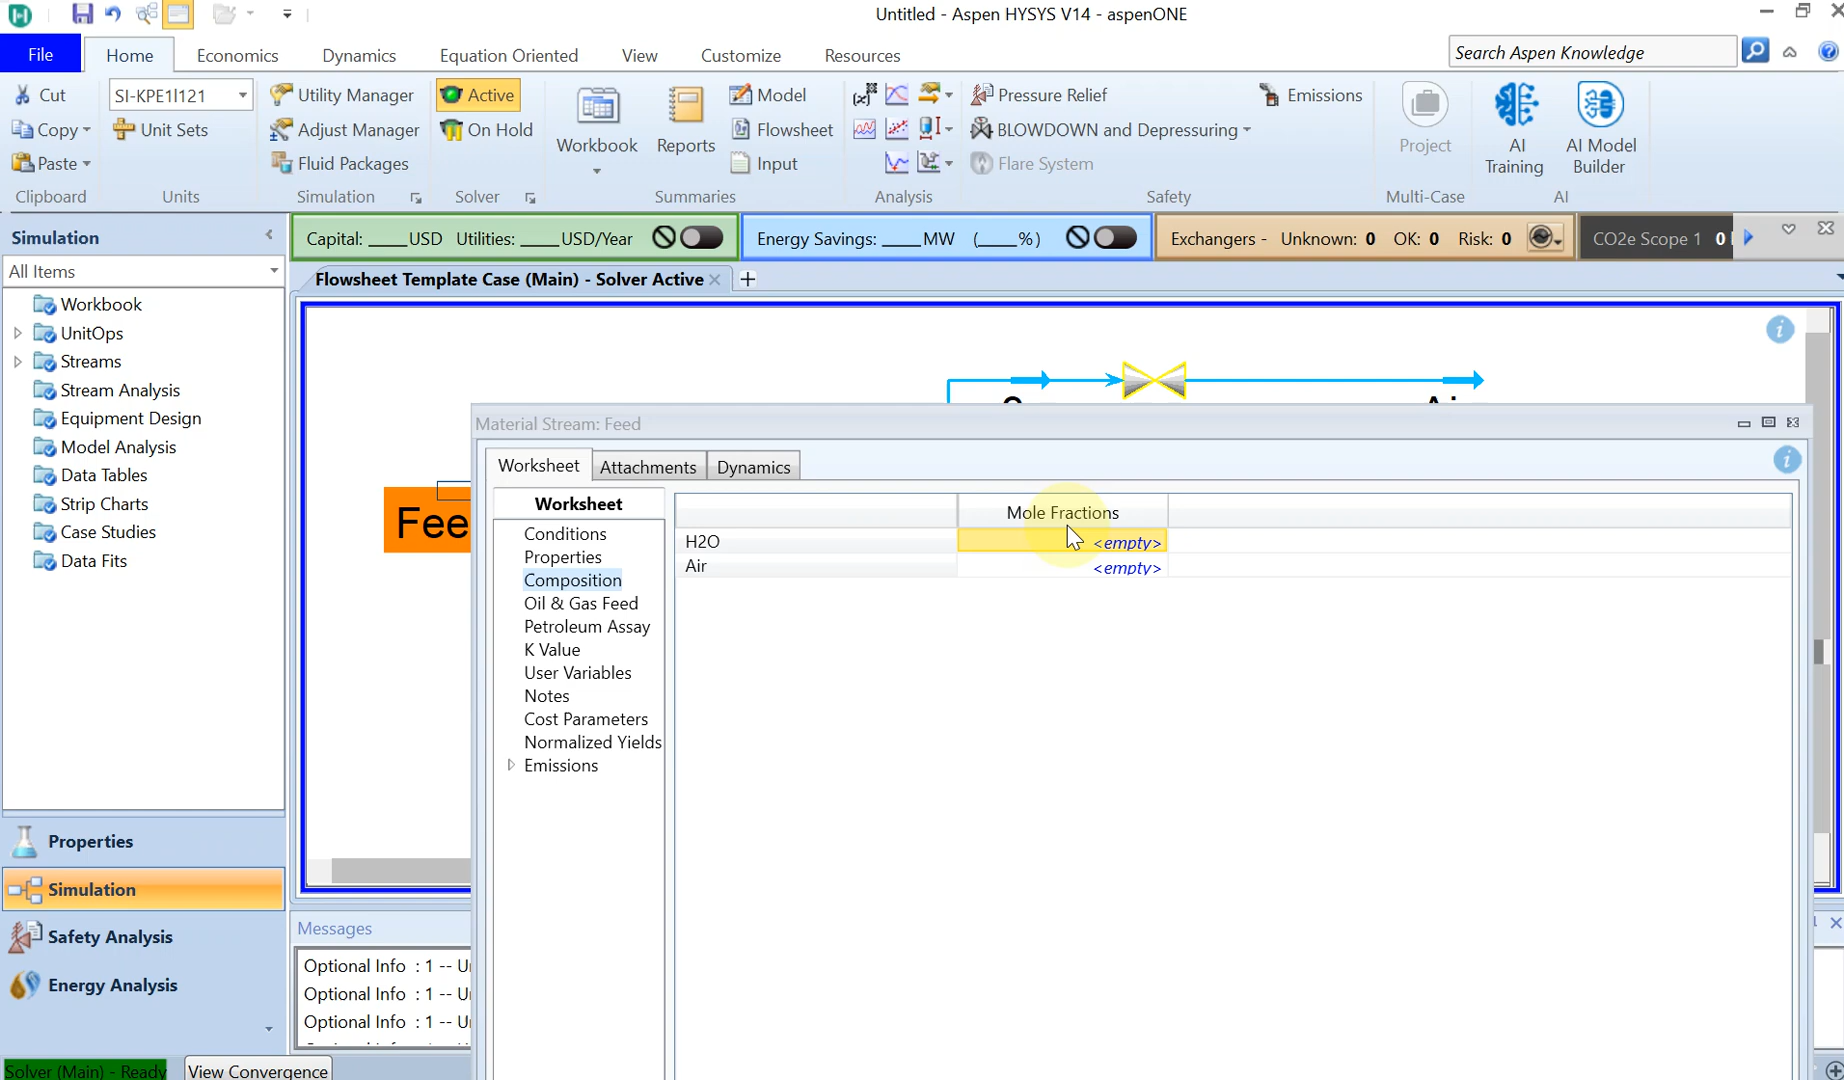 Untitled - Aspen HYSYS V14 - aspenONE
File Home Economics Dynamics Equation Oriented View Customize Resources Search Aspen Knowledge
Cut SI-KPE1I121 Utility Manager Active Model Pressure Relief Emissions
Copy Unit Sets Adjust Manager On Hold Workbook Reports Flowsheet BLOWDOWN and Depressuring Project AI Training AI Model Builder
Paste Fluid Packages Input Flare System
Clipboard Units Simulation Solver Summaries Analysis Safety Multi-Case AI
Simulation Capital: ____USD Utilities: ____USD/Year Energy Savings: ____MW (____%) Exchangers - Unknown: 0 OK: 0 Risk: 0 CO2e Scope 1 0
All Items Flowsheet Template Case (Main) - Solver Active
Workbook
UnitOps
Streams
Stream Analysis
Equipment Design
Model Analysis
Data Tables
Strip Charts
Case Studies
Data Fits
Properties
Simulation
Safety Analysis
Energy Analysis
Fee
Material Stream: Feed
Worksheet Attachments Dynamics
Worksheet
Conditions
Properties
Composition
Oil & Gas Feed
Petroleum Assay
K Value
User Variables
Notes
Cost Parameters
Normalized Yields
Emissions
Mole Fractions
H2O <empty>
Air <empty>
Messages
Optional Info : 1 -- U
Optional Info : 1 -- U
Optional Info : 1 -- U
Solver (Main) - Ready View Convergence